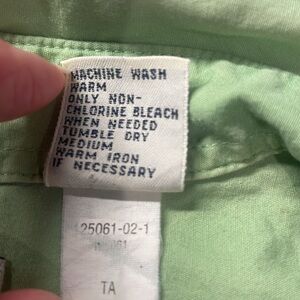 MACHINE WASH
WARM
ONLY NON-
CHLORINE BLEACH
WHEN NEEDED
TUMBLE DRY
MEDIUM
WARM IRON
IF NECESSARY
25061-02-1
TA